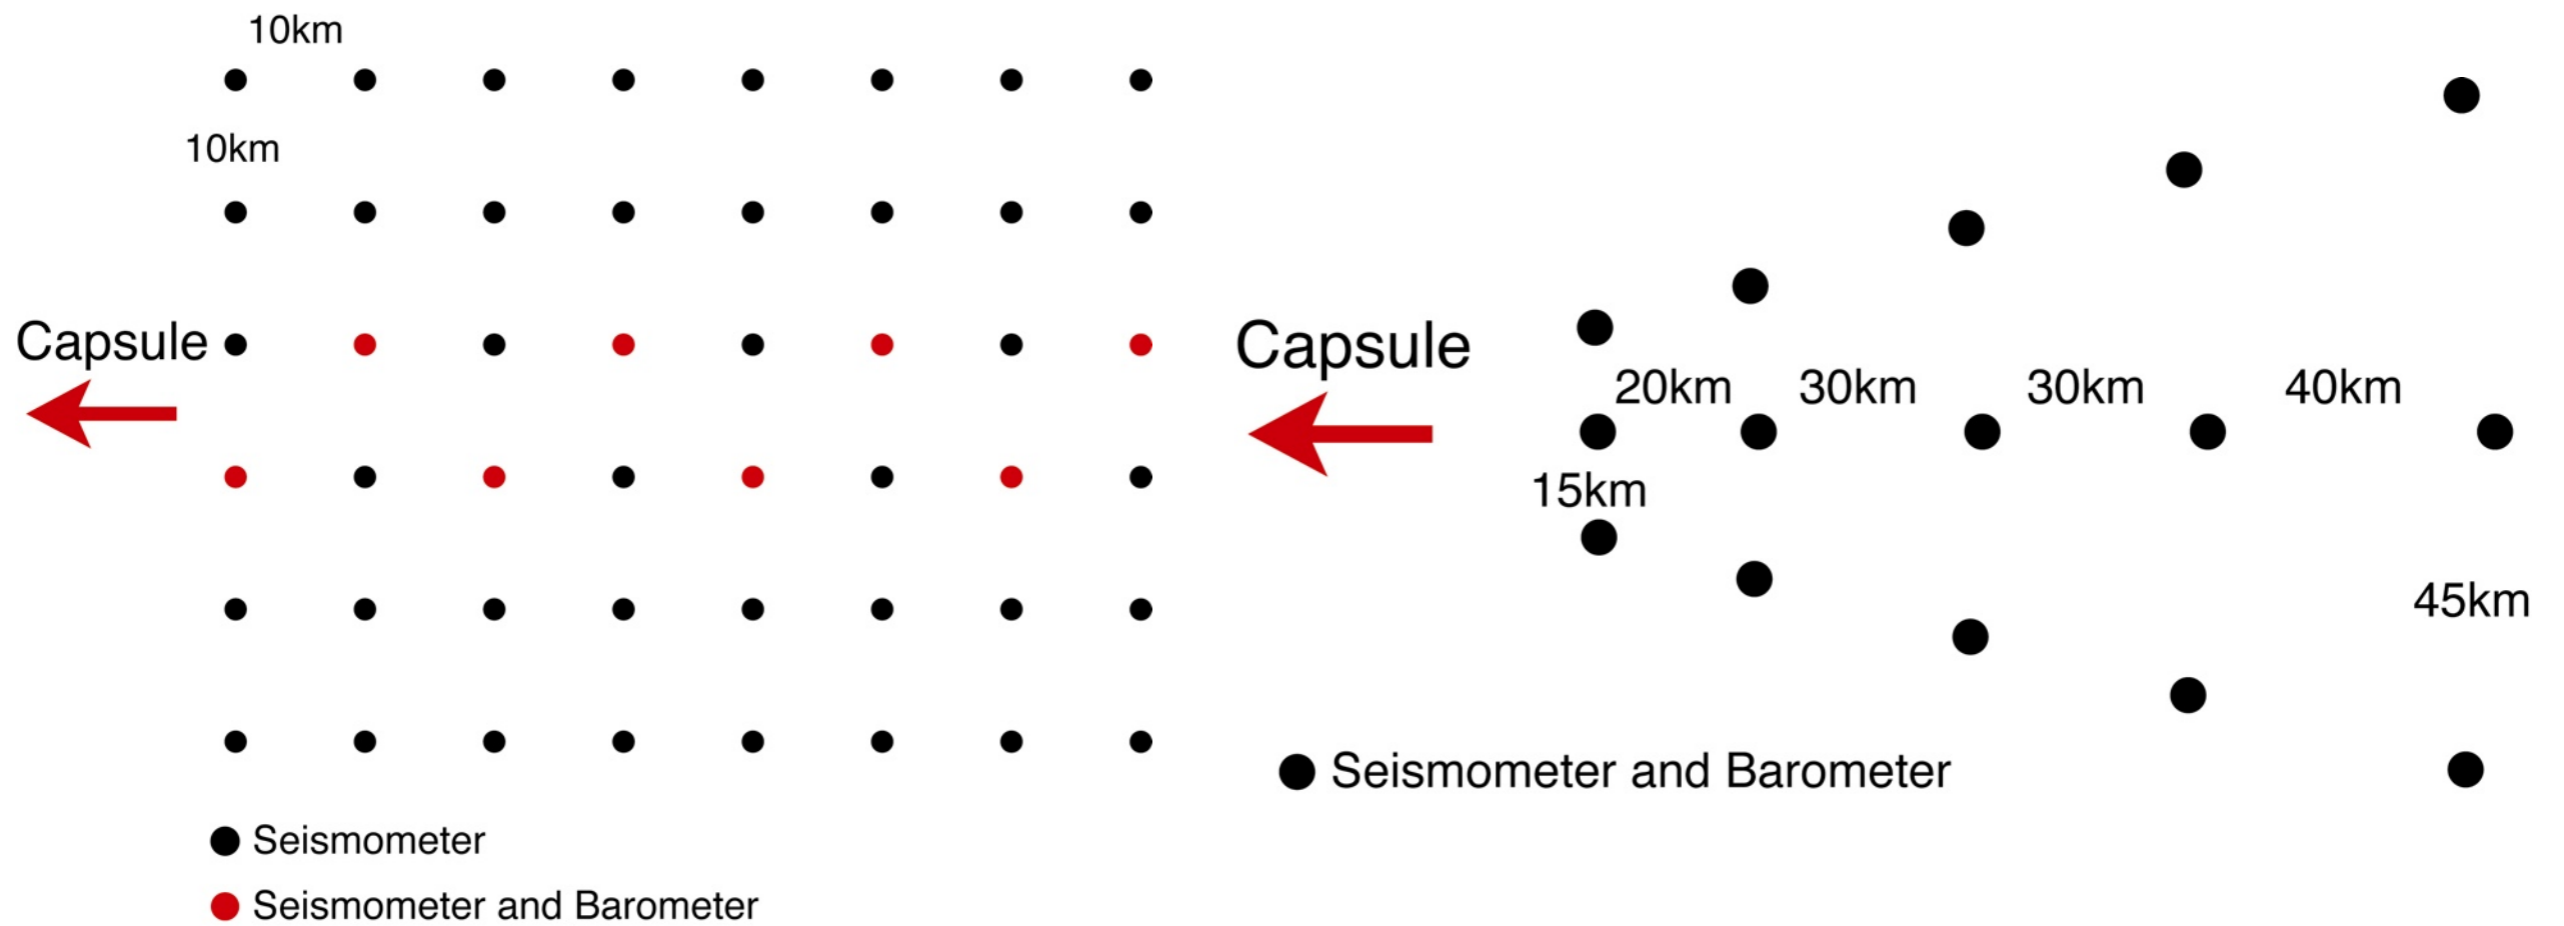 10km
10km
Capsule
Seismometer
Seismometer and Barometer
Capsule
20km
30km
30km
40km
15km
45km
Seismometer and Barometer